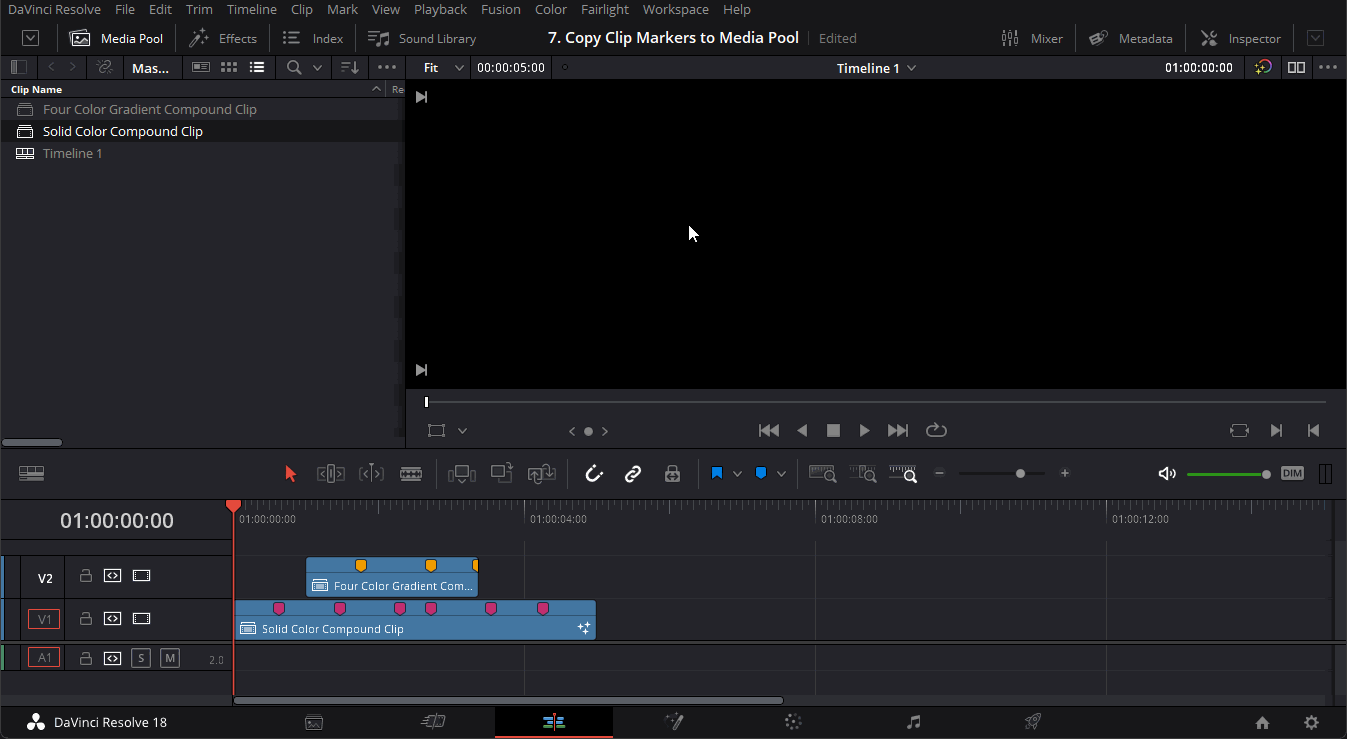 DaVinci Resolve File Edit Trim Timeline Clip Mark View Playback Fusion Color Fairlight Workspace Help
Media Pool Effects Index Sound Library 7. Copy Clip Markers to Media Pool Edited Mixer Metadata Inspector
Mas... Fit 00:00:05:00 Timeline 1 01:00:00:00
Clip Name Re
Four Color Gradient Compound Clip
Solid Color Compound Clip
Timeline 1
DIM
01:00:00:00 01:00:00:00 01:00:04:00 01:00:08:00 01:00:12:00
V2 Four Color Gradient Com...
V1 Solid Color Compound Clip
A1 S M 2.0
DaVinci Resolve 18